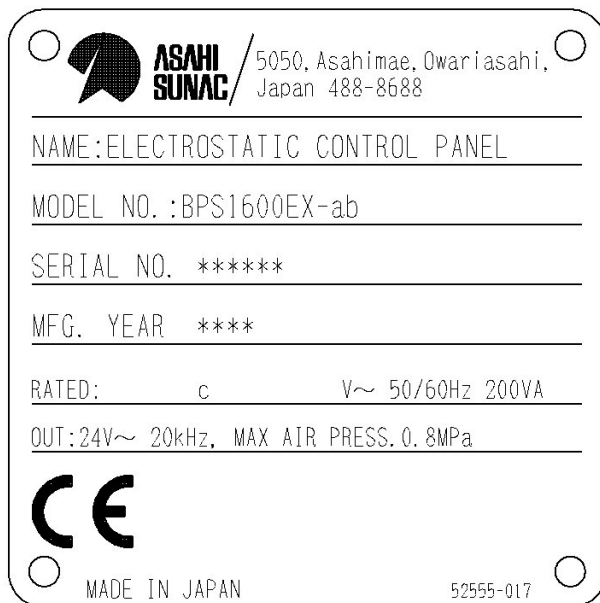 ASAHI
SUNAC
5050, Asahimae, Owariasahi,
Japan 488-8688
NAME:ELECTROSTATIC CONTROL PANEL
MODEL NO.:BPS1600EX-ab
SERIAL NO. ******
MFG. YEAR ****
RATED: c V~ 50/60Hz 200VA
OUT:24V~ 20kHz, MAX AIR PRESS.0.8MPa
CE
MADE IN JAPAN 52555-017